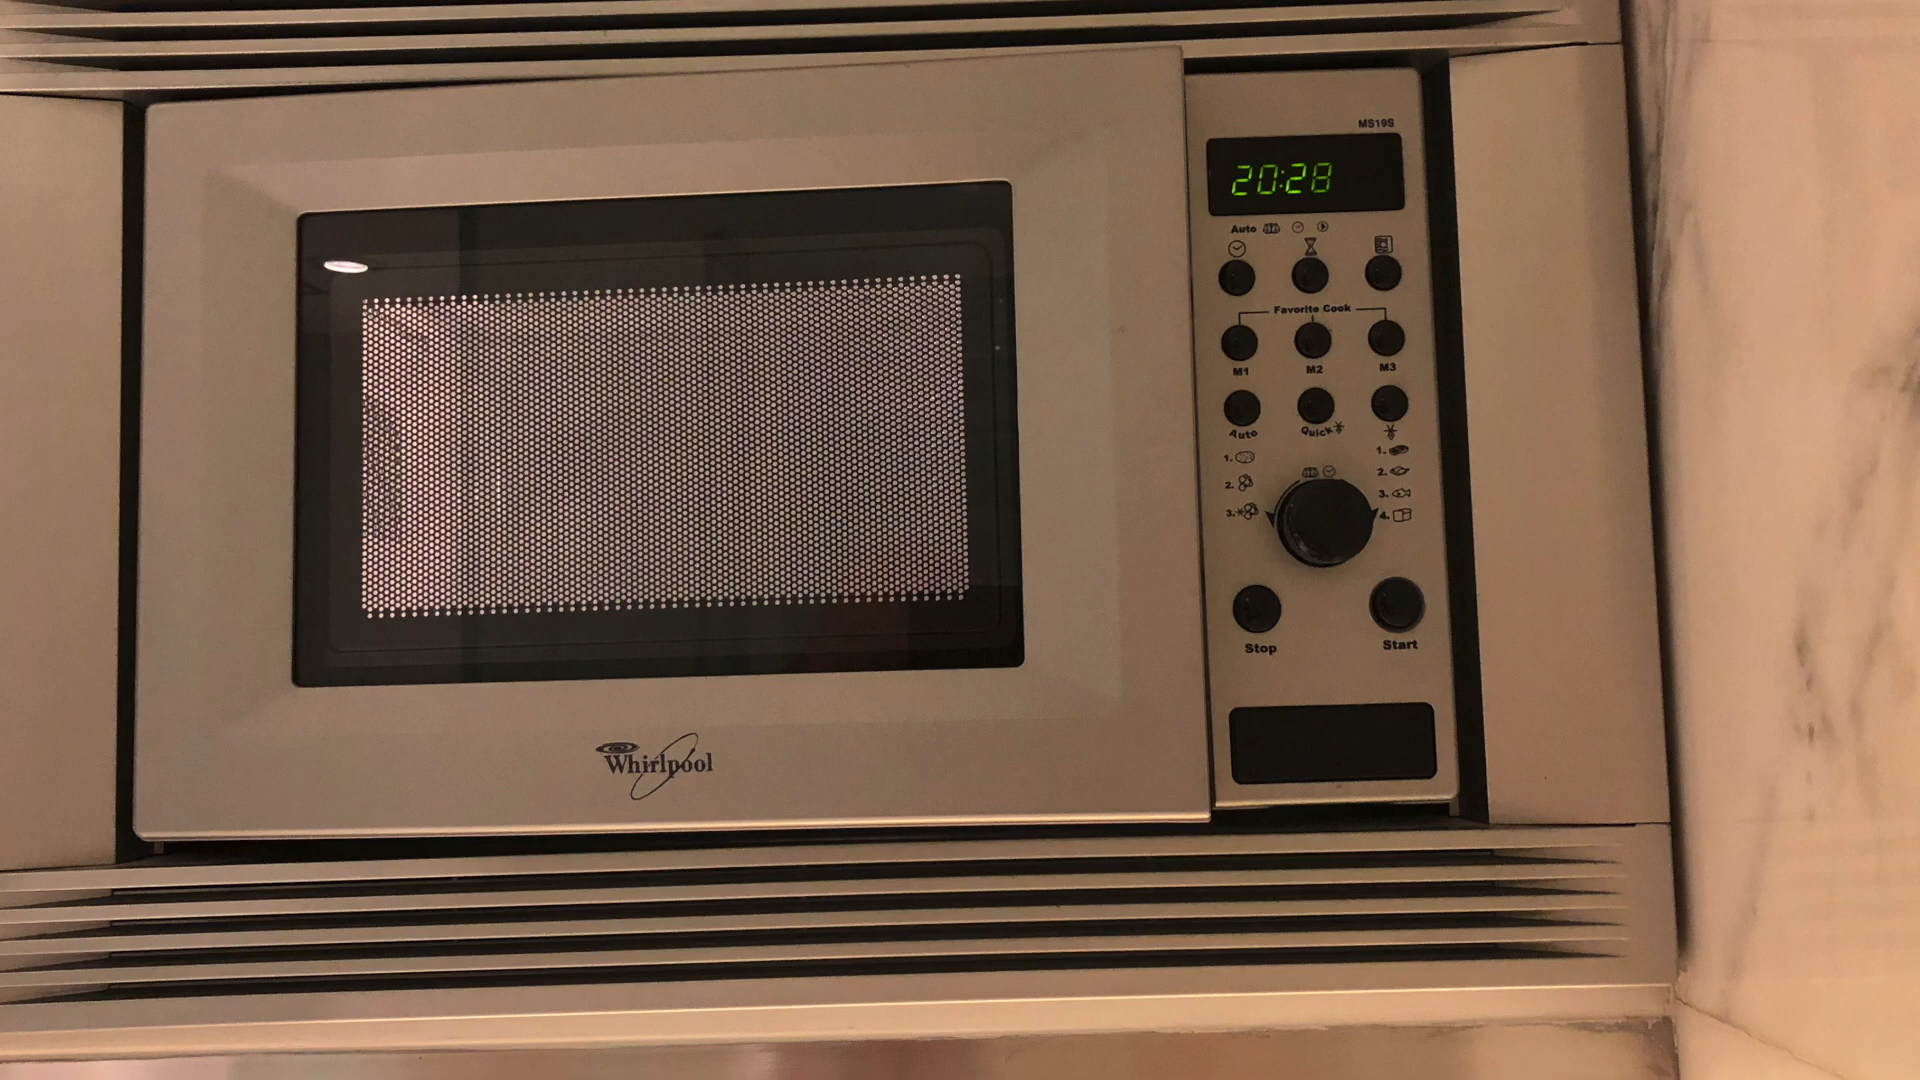 MS19S
20:28
Auto
Favorite Cook
M1 M2 M3
Auto Quick
1. 1.
2. 2.
3. 3.
4.
Stop Start
Whirlpool